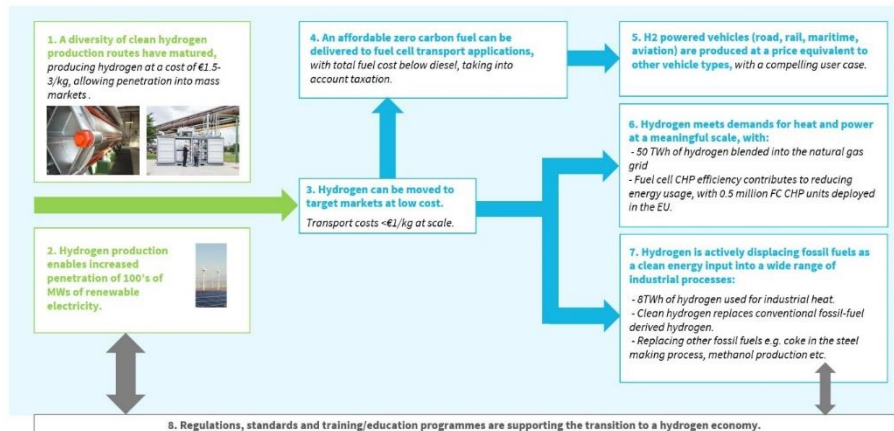 1. A diversity of clean hydrogen
production routes have matured,
producing hydrogen at a cost of €1.5-
3/kg, allowing penetration into mass
markets .
2. Hydrogen production
enables increased
penetration of 100's of
MWs of renewable
electricity.
3. Hydrogen can be moved to
target markets at low cost.
Transport costs <€1/kg at scale.
4. An affordable zero carbon fuel can be
delivered to fuel cell transport applications,
with total fuel cost below diesel, taking into
account taxation.
5. H2 powered vehicles (road, rail, maritime,
aviation) are produced at a price equivalent to
other vehicle types, with a compelling user case.
6. Hydrogen meets demands for heat and power
at a meaningful scale, with:
- 50 TWh of hydrogen blended into the natural gas
grid
- Fuel cell CHP efficiency contributes to reducing
energy usage, with 0.5 million FC CHP units deployed
in the EU.
7. Hydrogen is actively displacing fossil fuels as
a clean energy input into a wide range of
industrial processes:
- 8TWh of hydrogen used for industrial heat.
- Clean hydrogen replaces conventional fossil-fuel
derived hydrogen.
- Replacing other fossil fuels e.g. coke in the steel
making process, methanol production etc.
8. Regulations, standards and training/education programmes are supporting the transition to a hydrogen economy.